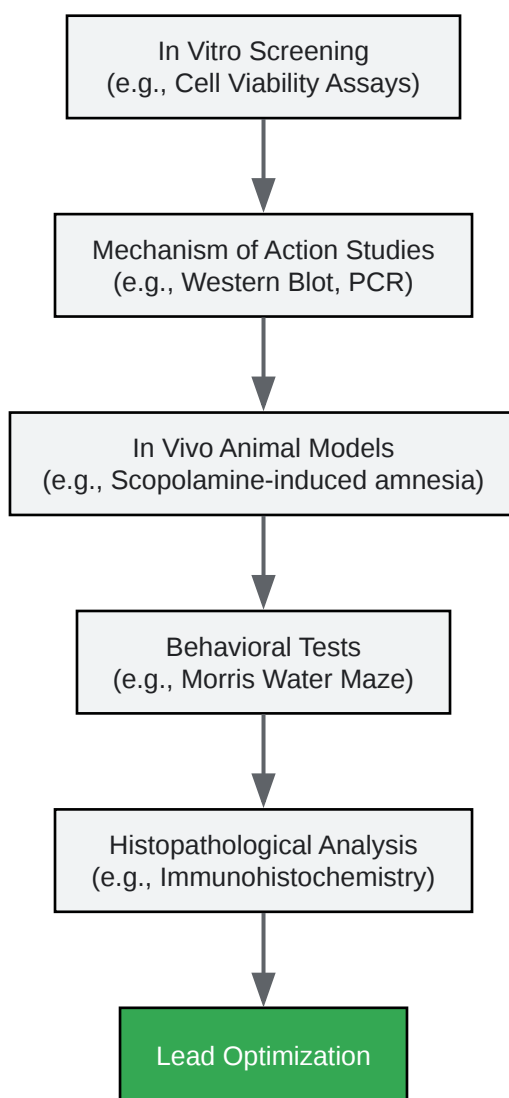 In Vitro Screening
(e.g., Cell Viability Assays)
Mechanism of Action Studies
(e.g., Western Blot, PCR)
In Vivo Animal Models
(e.g., Scopolamine-induced amnesia)
Behavioral Tests
(e.g., Morris Water Maze)
Histopathological Analysis
(e.g., Immunohistochemistry)
Lead Optimization